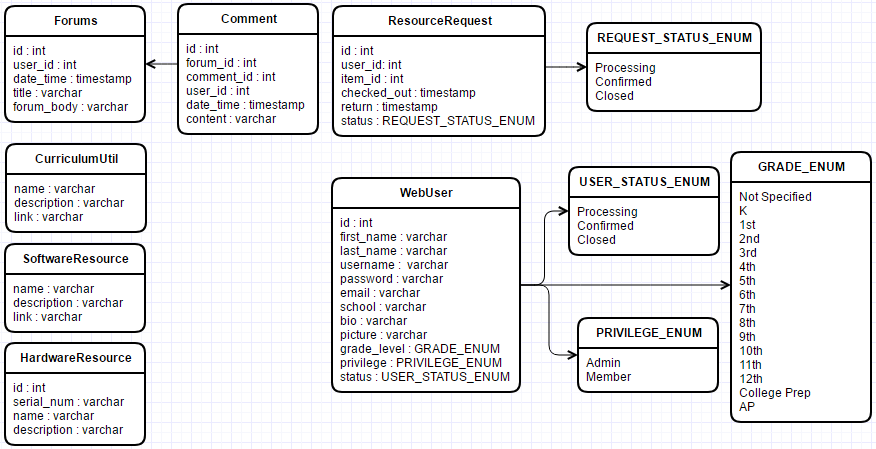 Forums
id : int
user_id : int
date_time : timestamp
title : varchar
forum_body : varchar
Comment
id : int
forum_id : int
comment_id : int
user_id : int
date_time : timestamp
content : varchar
ResourceRequest
id : int
user_id: int
item_id : int
checked_out : timestamp
return : timestamp
status : REQUEST_STATUS_ENUM
REQUEST_STATUS_ENUM
Processing
Confirmed
Closed
CurriculumUtil
name : varchar
description : varchar
link : varchar
SoftwareResource
name : varchar
description : varchar
link : varchar
HardwareResource
id : int
serial_num : varchar
name : varchar
description : varchar
WebUser
id : int
first_name : varchar
last_name : varchar
username :  varchar
password : varchar
email : varchar
school : varchar
bio : varchar
picture : varchar
grade_level : GRADE_ENUM
privilege : PRIVILEGE_ENUM
status : USER_STATUS_ENUM
USER_STATUS_ENUM
Processing
Confirmed
Closed
PRIVILEGE_ENUM
Admin
Member
GRADE_ENUM
Not Specified
K
1st
2nd
3rd
4th
5th
6th
7th
8th
9th
10th
11th
12th
College Prep
AP